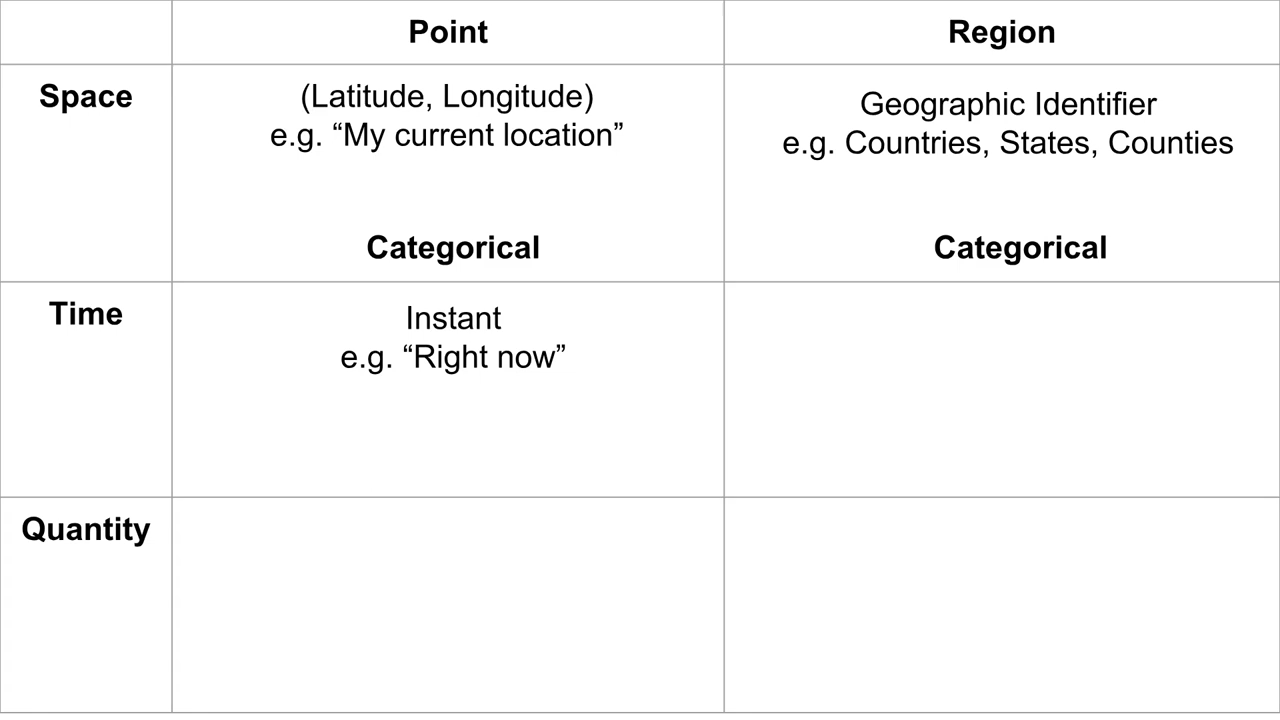 Point
Region
Space
(Latitude, Longitude)
e.g. “My current location”
Categorical
Geographic Identifier
e.g. Countries, States, Counties
Categorical
Time
Instant
e.g. “Right now”
Quantity